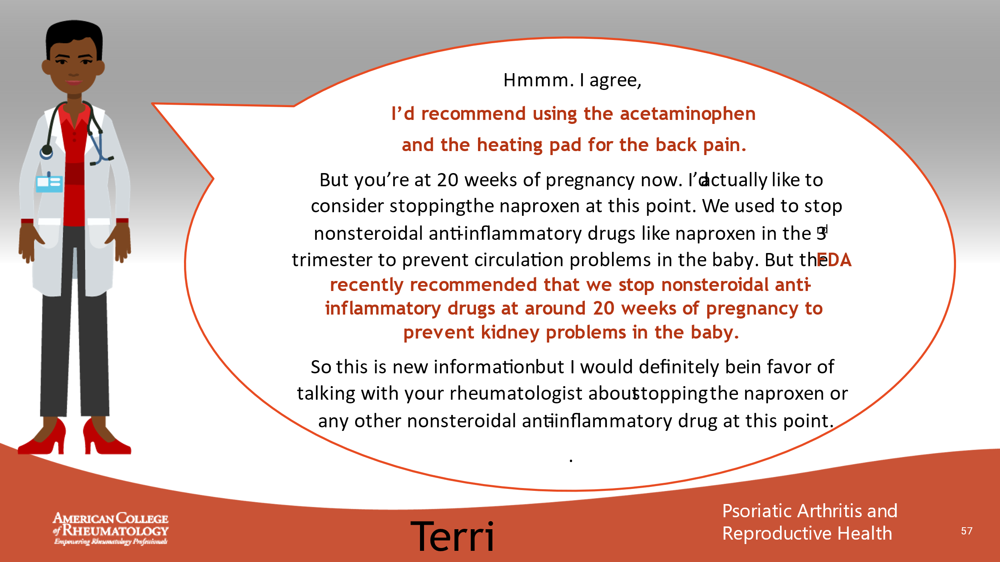 Hmmm. I agree,
I’d recommend using the acetaminophen
and the heating pad for the back pain.
But you’re at 20 weeks of pregnancy now. I’d actually like to
consider stopping the naproxen at this point. We used to stop
nonsteroidal anti-inflammatory drugs like naproxen in the 3rd
trimester to prevent circulation problems in the baby. But the FDA
recently recommended that we stop nonsteroidal anti-
inflammatory drugs at around 20 weeks of pregnancy to
prevent kidney problems in the baby.
So this is new information but I would definitely be in favor of
talking with your rheumatologist about stopping the naproxen or
any other nonsteroidal anti-inflammatory drug at this point.
.
AMERICAN COLLEGE
of RHEUMATOLOGY
Empowering Rheumatology Professionals
Terri
Psoriatic Arthritis and
Reproductive Health
57